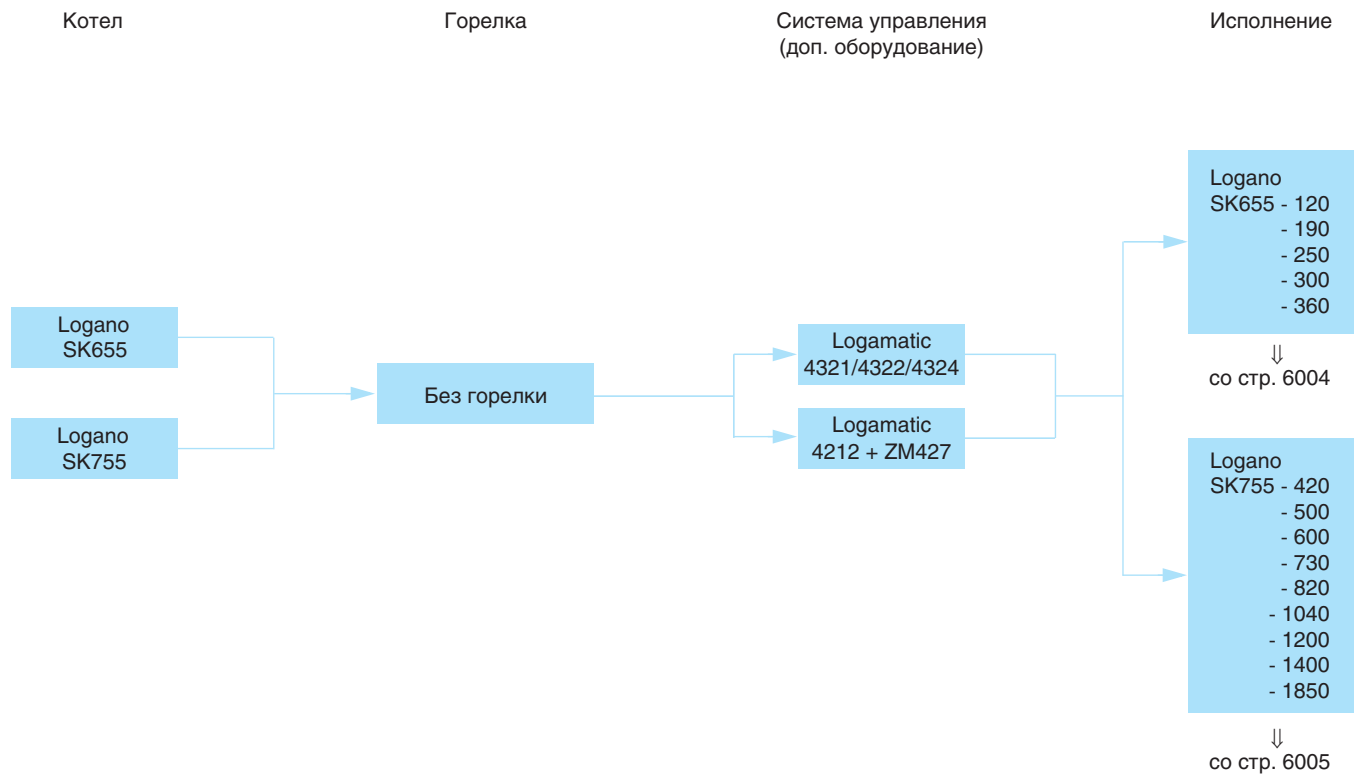 Котел
Горелка
Система управления
(доп. оборудование)
Исполнение
Logano
SK655
Logano
SK755
Без горелки
Logamatic
4321/4322/4324
Logamatic
4212 + ZM427
Logano
SK655 - 120
- 190
- 250
- 300
- 360
⇓
со стр. 6004
Logano
SK755 - 420
- 500
- 600
- 730
- 820
- 1040
- 1200
- 1400
- 1850
⇓
со стр. 6005